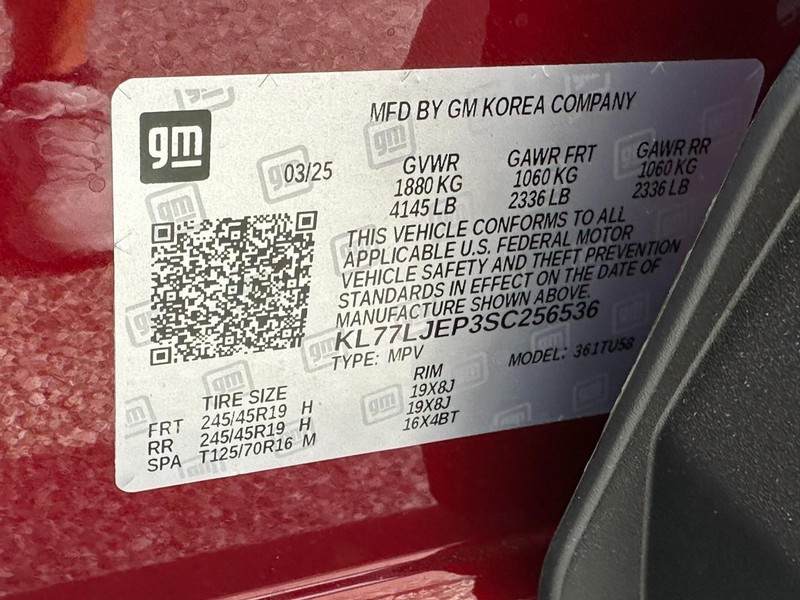 gm
MFD BY GM KOREA COMPANY
03/25
GVWR GAWR FRT GAWR RR
1880 KG 1060 KG 1060 KG
4145 LB 2336 LB 2336 LB
THIS VEHICLE CONFORMS TO ALL
APPLICABLE U.S. FEDERAL MOTOR
VEHICLE SAFETY AND THEFT PREVENTION
STANDARDS IN EFFECT ON THE DATE OF
MANUFACTURE SHOWN ABOVE.
KL77LJEP3SC256536
TYPE: MPV MODEL: 361TU58
TIRE SIZE RIM
FRT 245/45R19 H 19X8J
RR 245/45R19 H 19X8J
SPA T125/70R16 M 16X4BT